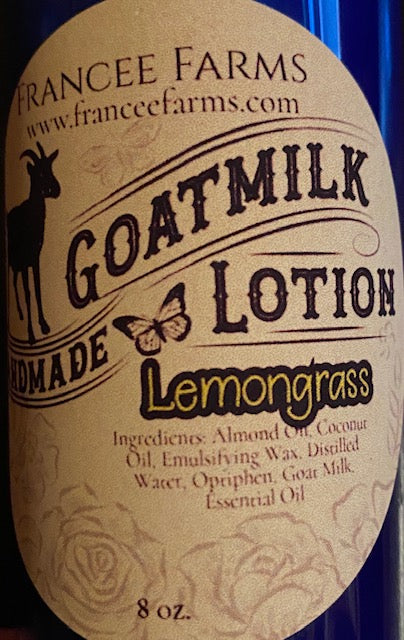 FRANCEE FARMS
www.franceefarms.com
GOATMILK
LOTION
NDMADE
Lemongrass
Ingredients: Almond Oil, Coconut
Oil, Emulsifying Wax, Distilled
Water, Optiphen, Goat Milk,
Essential Oil
8 oz.